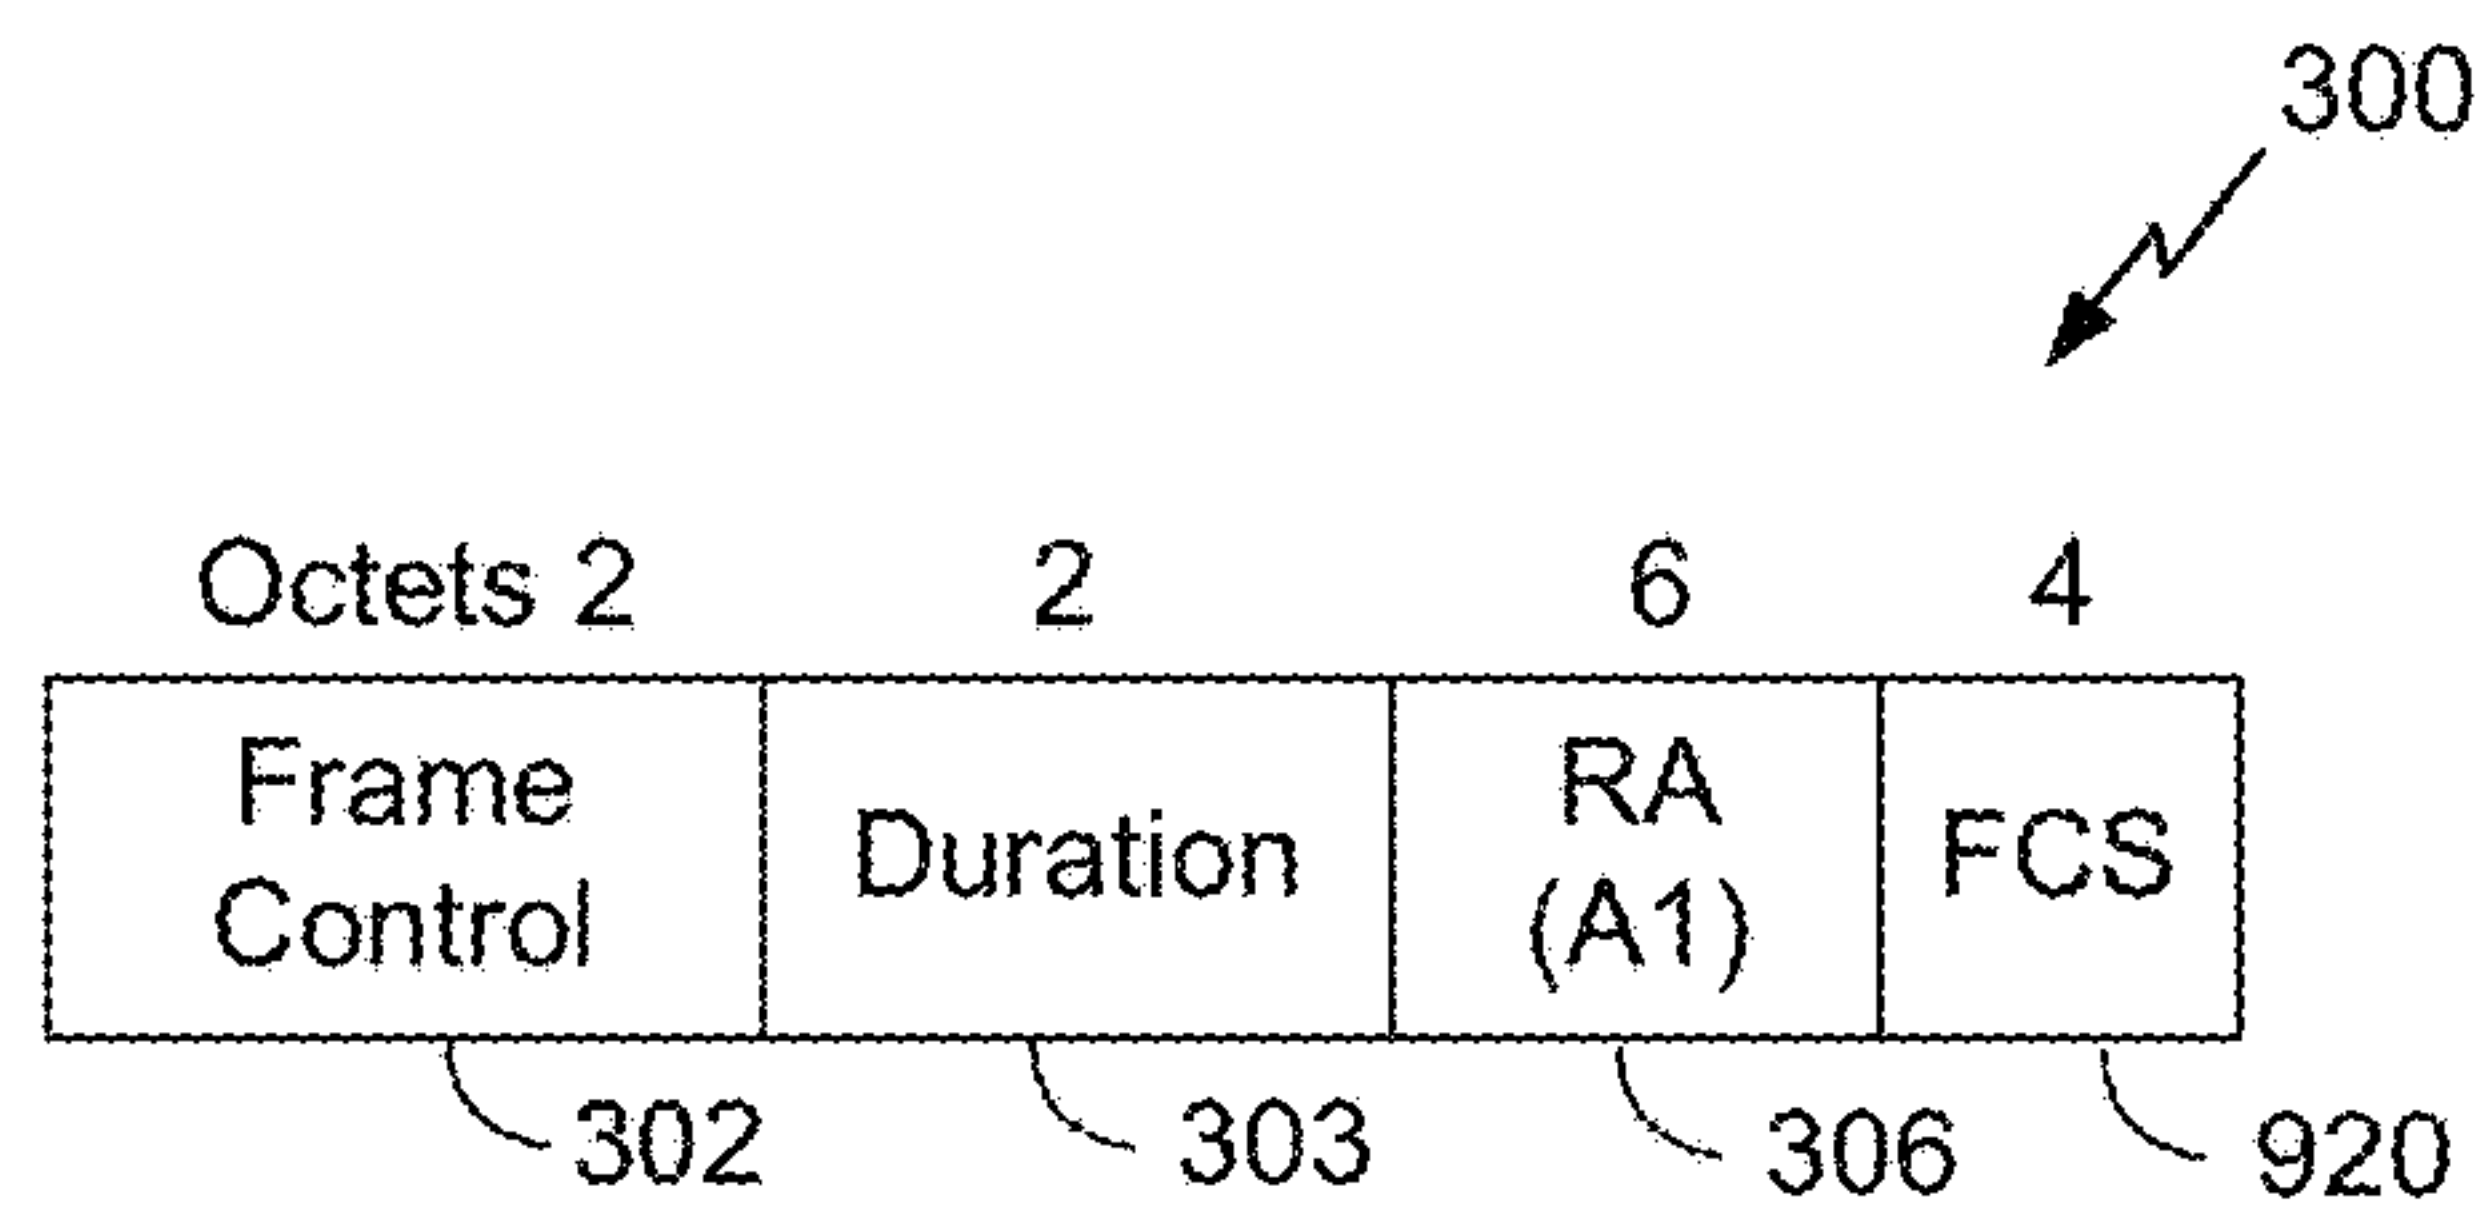 300
Octets 2 2 6 4
Frame Control Duration RA (A1) FCS
302 303 306 920